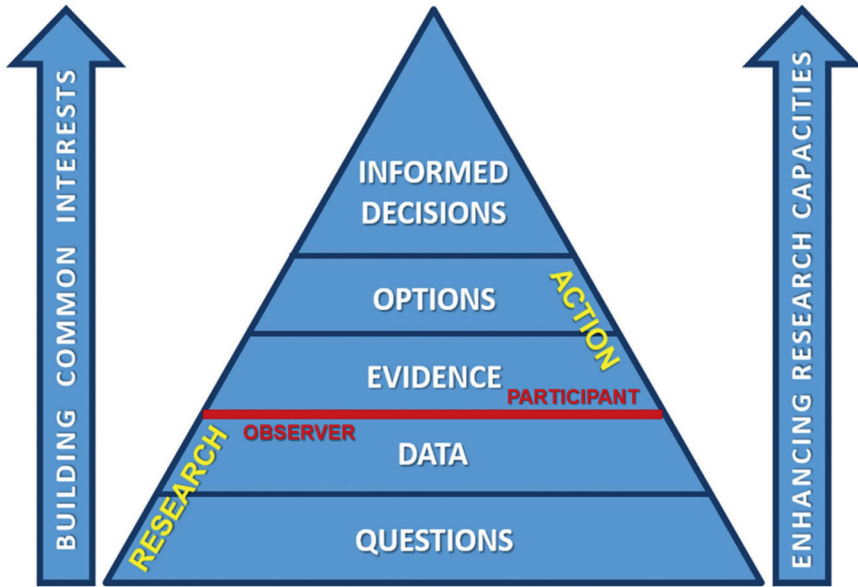 BUILDING COMMON INTERESTS
INFORMED
DECISIONS
OPTIONS
ACTION
EVIDENCE
PARTICIPANT
OBSERVER
RESEARCH
DATA
QUESTIONS
ENHANCING RESEARCH CAPACITIES